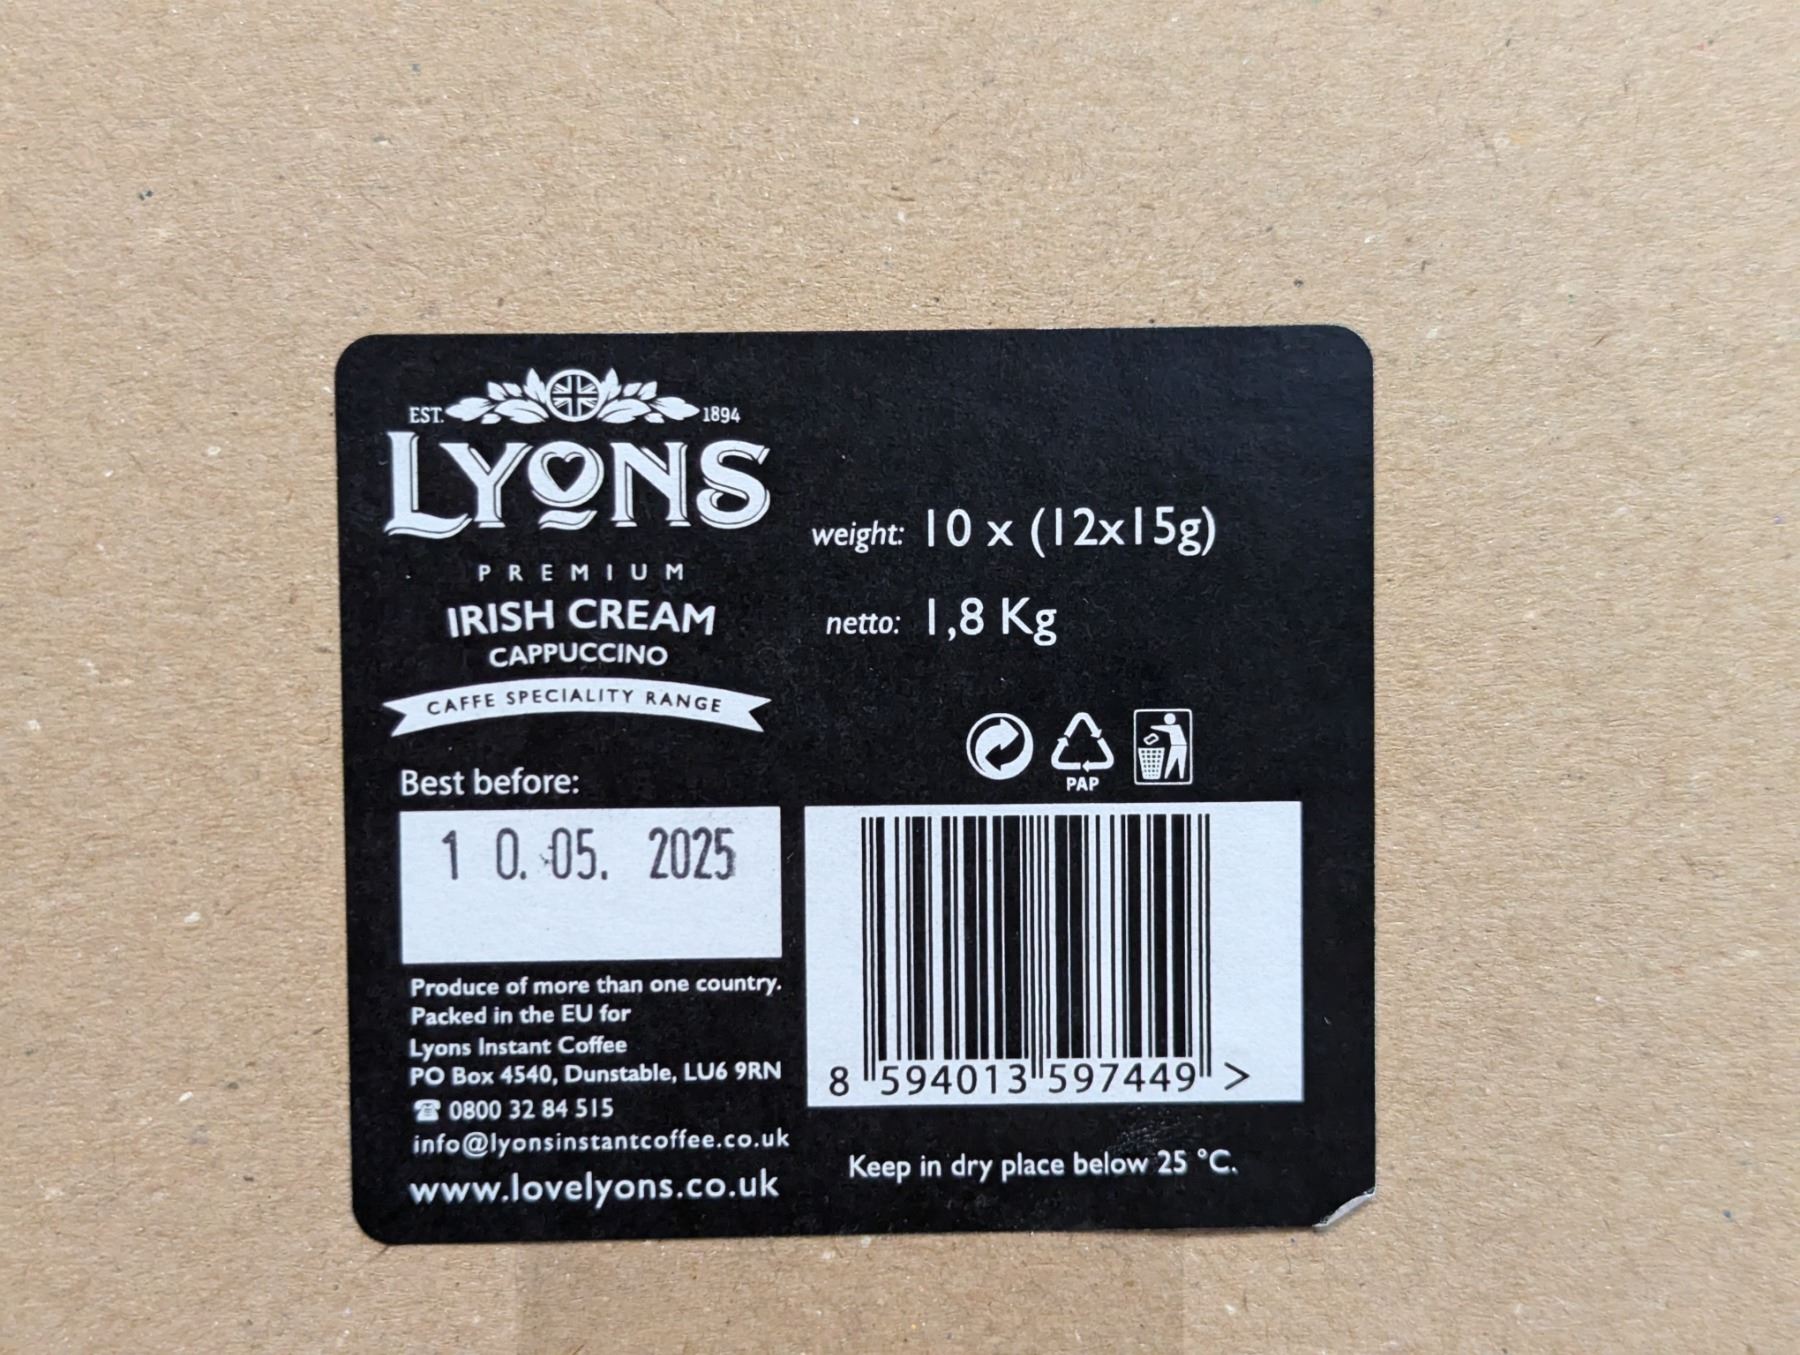 EST. 1894
LYONS
PREMIUM
IRISH CREAM
CAPPUCCINO
CAFFE SPECIALITY RANGE
Best before:
10. 05. 2025
Produce of more than one country.
Packed in the EU for
Lyons Instant Coffee
PO Box 4540, Dunstable, LU6 9RN
☎ 0800 32 84 515
info@lyonsinstantcoffee.co.uk
www.lovelyons.co.uk
weight: 10 x (12x15g)
netto: 1,8 Kg
PAP
8 594013 597449 >
Keep in dry place below 25 °C.